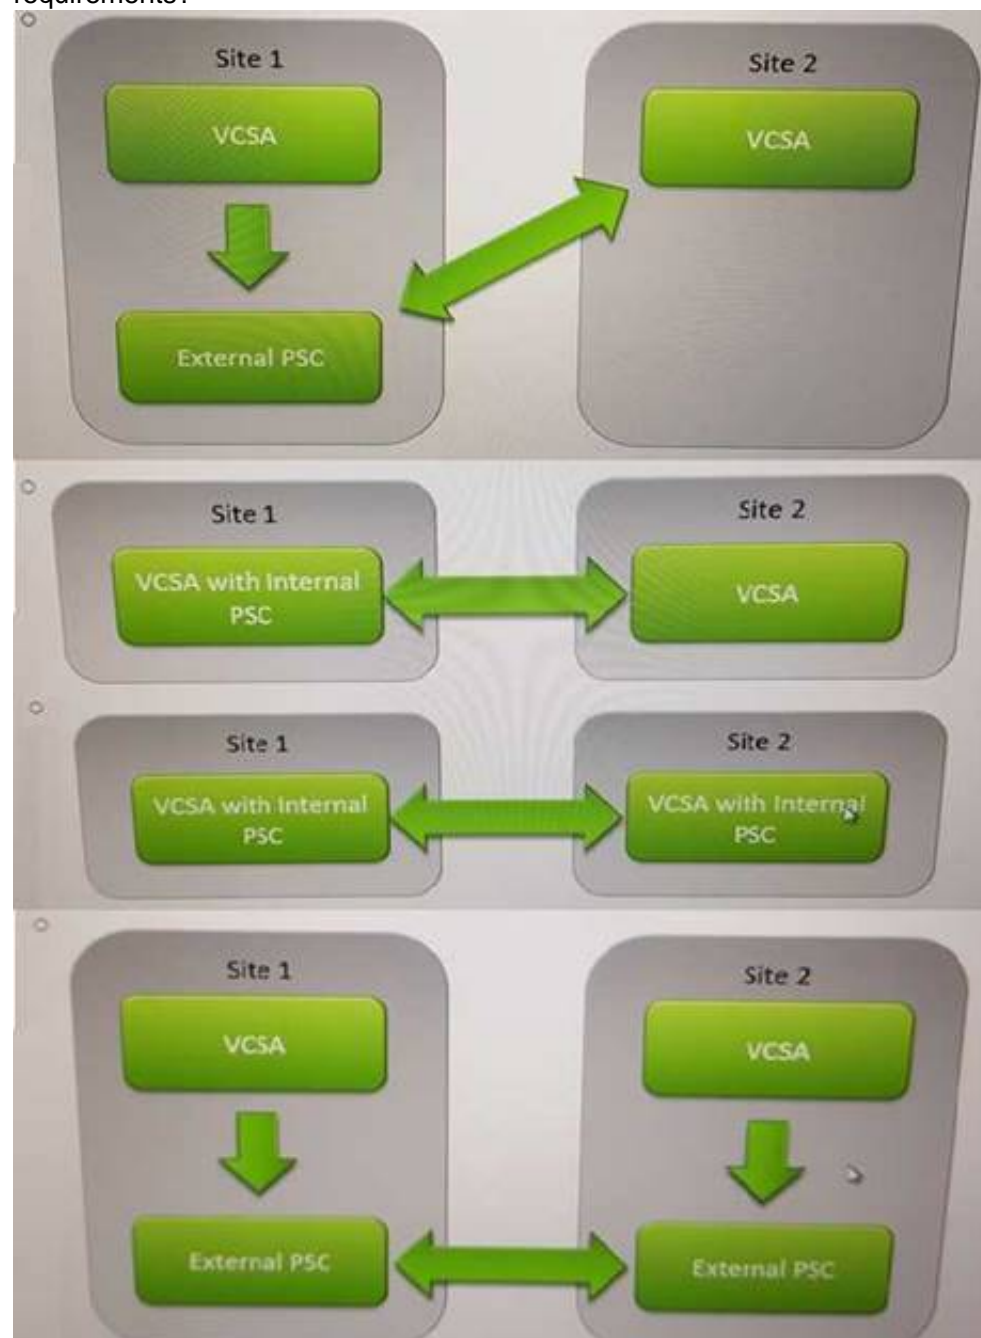 requirements?
Site 1
Site 2
VCSA
VCSA
External PSC
Site 1
Site 2
VCSA with Internal
PSC
VCSA
Site 1
Site 2
VCSA with Internal
PSC
VCSA with Internal
PSC
Site 1
Site 2
VCSA
VCSA
External PSC
External PSC